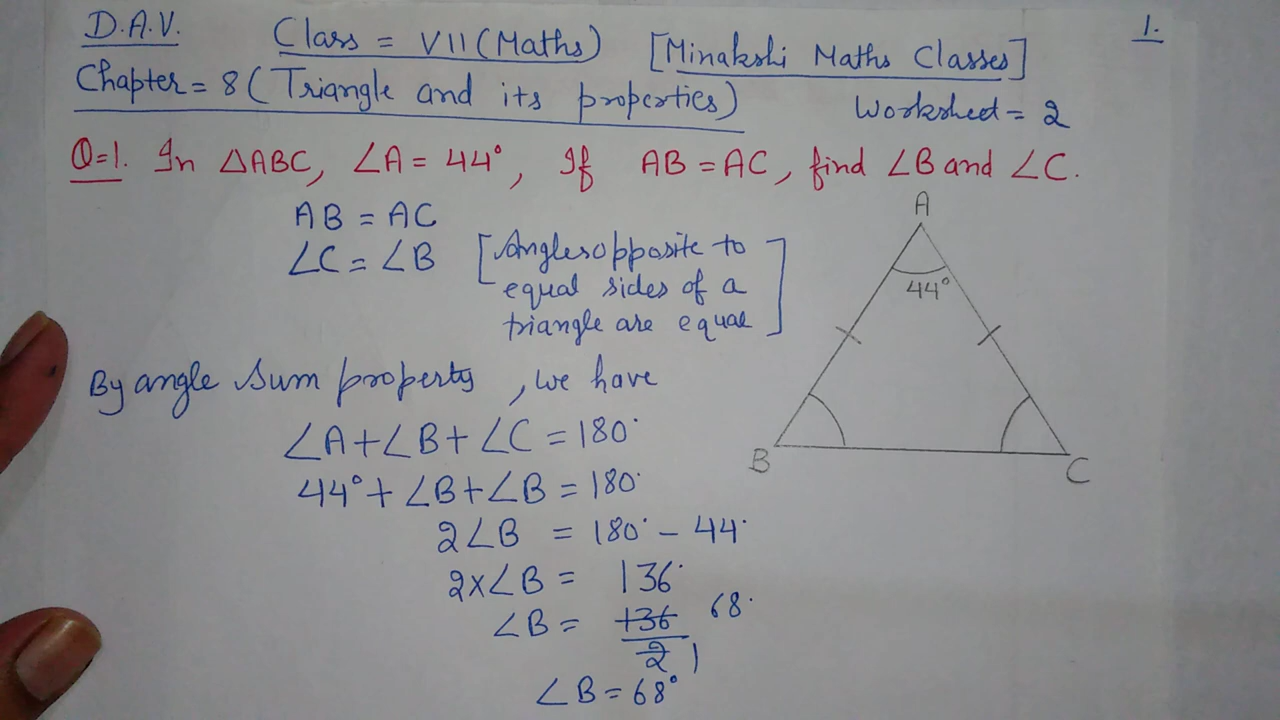 D.A.V. Class = VII (Maths) [Minakshi Maths Classes] 1.
Chapter = 8 (Triangle and its properties) Worksheet = 2
Q=1. In △ABC, ∠A = 44°, If AB = AC, find ∠B and ∠C.
AB = AC
∠C = ∠B [Angles opposite to
equal sides of a
triangle are equal]
A
44°
B
C
By angle sum property, we have
∠A + ∠B + ∠C = 180°
44° + ∠B + ∠B = 180°
2∠B = 180° - 44°
2×∠B = 136°
∠B = 136 68°
2 1
∠B = 68°